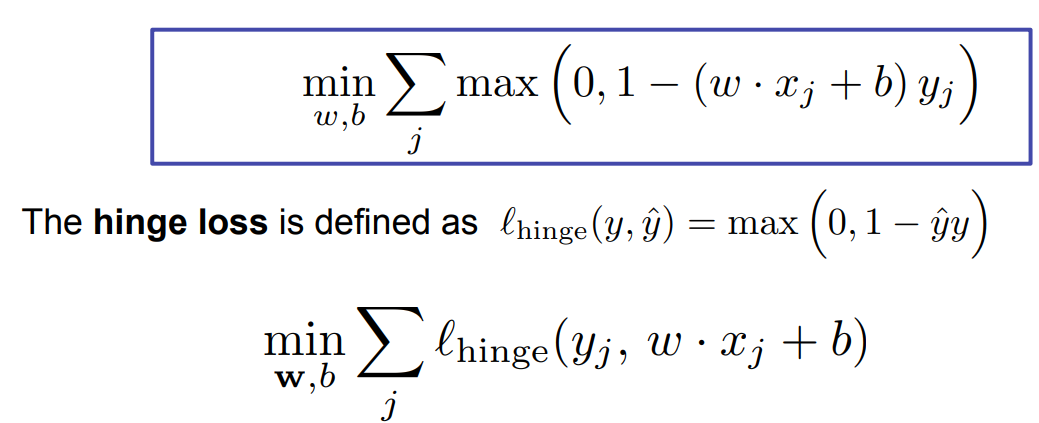 min_{w,b} ∑_j max(0, 1 − (w · x_j + b) y_j)
The hinge loss is defined as ℓ_hinge(y, ŷ) = max(0, 1 − ŷy)
min_{w,b} ∑_j ℓ_hinge(y_j, w · x_j + b)